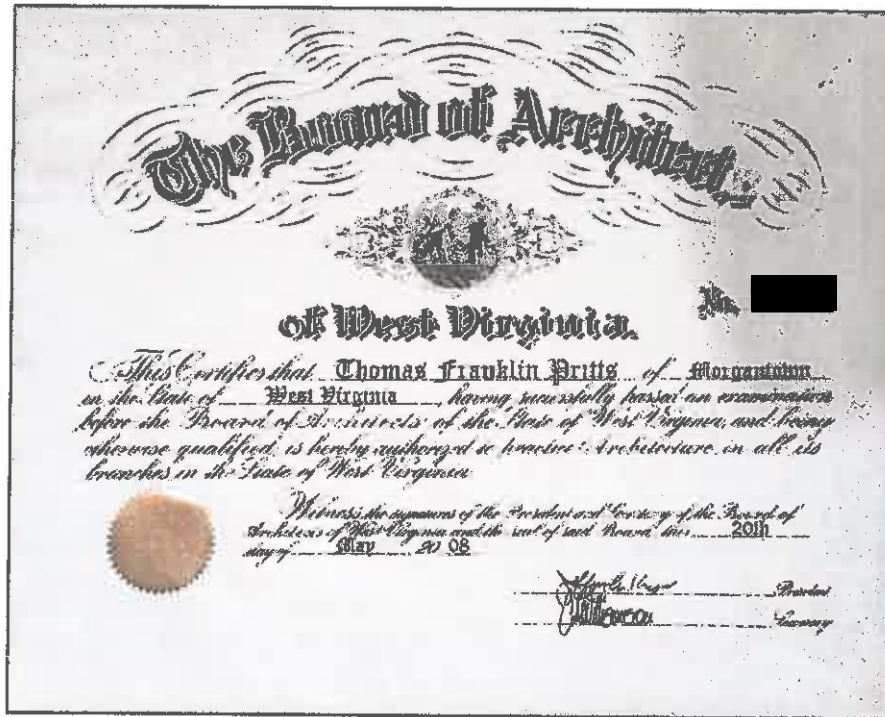 The Board of Architects
of West Virginia.
No.
This Certifies that Thomas Franklin Pritts of Morgantown
in the State of West Virginia, having sucessfully passed an examination
before the Board of Architects of the State of West Virginia, and being
otherwise qualified, is hereby authorized to practice Architecture in all its
branches in the State of West Virginia
Witness the signatures of the President and Secretary of the Board of
Architects of West Virginia and the seal of said Board this 20th
day of May 20 08
President
Secretary